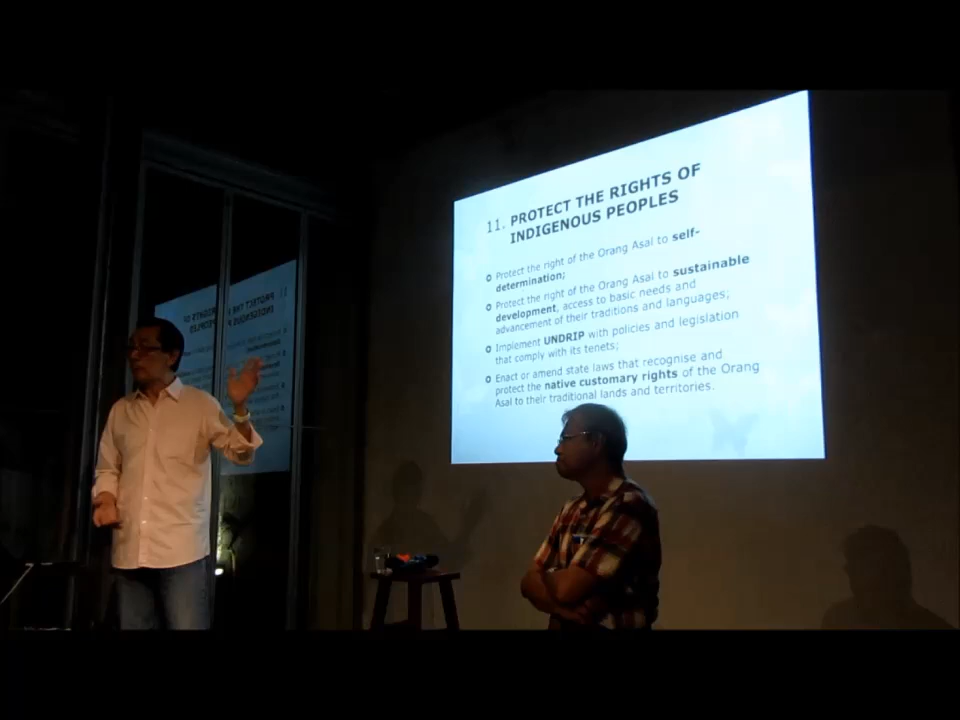 11. PROTECT THE RIGHTS OF
INDIGENOUS PEOPLES
Protect the right of the Orang Asal to self-
determination;
Protect the right of the Orang Asal to sustainable
development, access to basic needs and
advancement of their traditions and languages;
Implement UNDRIP with policies and legislation
that comply with its tenets;
Enact or amend state laws that recognise and
protect the native customary rights of the Orang
Asal to their traditional lands and territories.